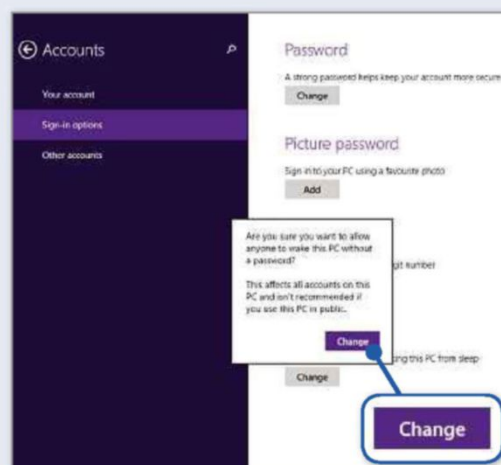 Accounts
Your account
Sign-in options
Other accounts
Password
A strong password helps keep your account more secure
Change
Picture password
Sign in to your PC using a favourite photo
Add
Are you sure you want to allow
anyone to wake this PC without
a password?
This affects all accounts on this
PC and isn't recommended if
you use this PC in public.
Change
git number
ing this PC from sleep
Change
Change